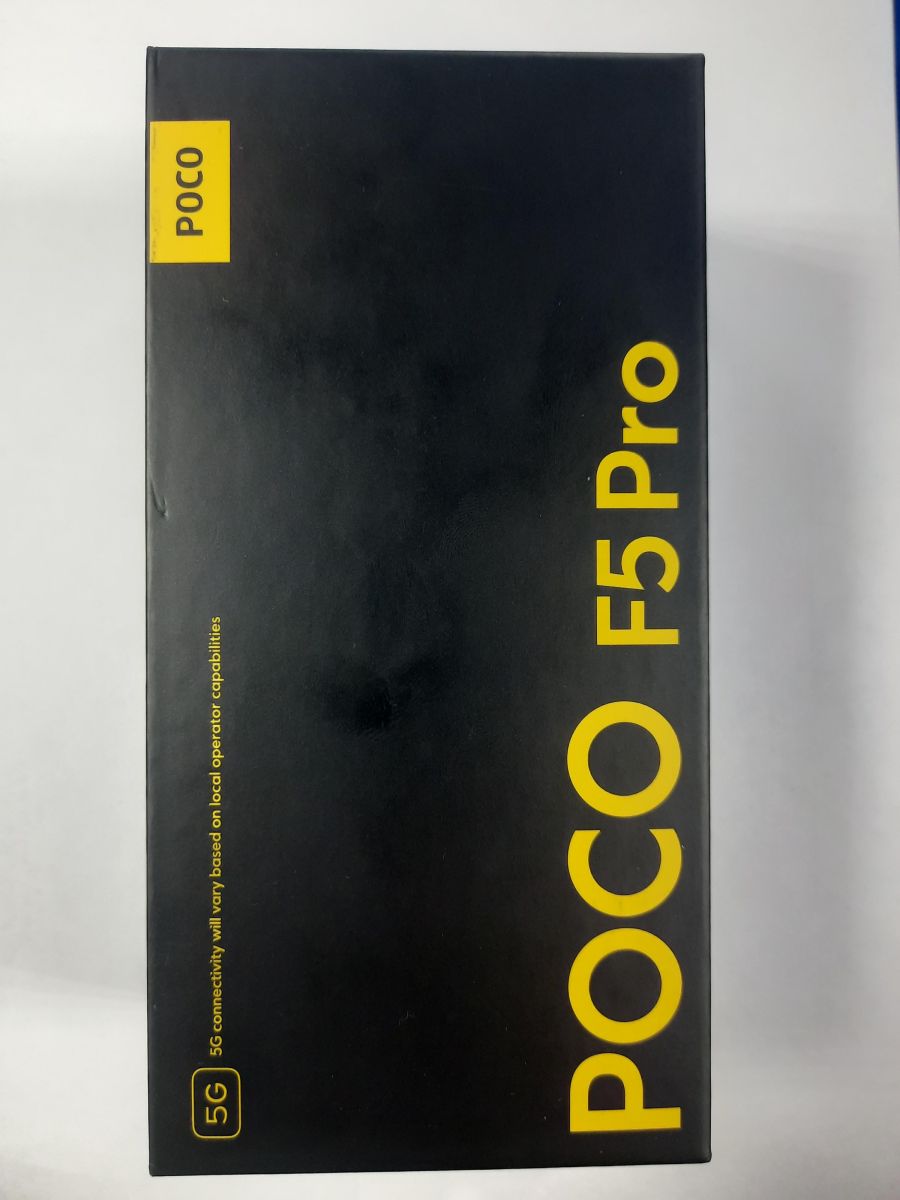 POCO
5G 5G connectivity will vary based on local operator capabilities
POCO F5 Pro